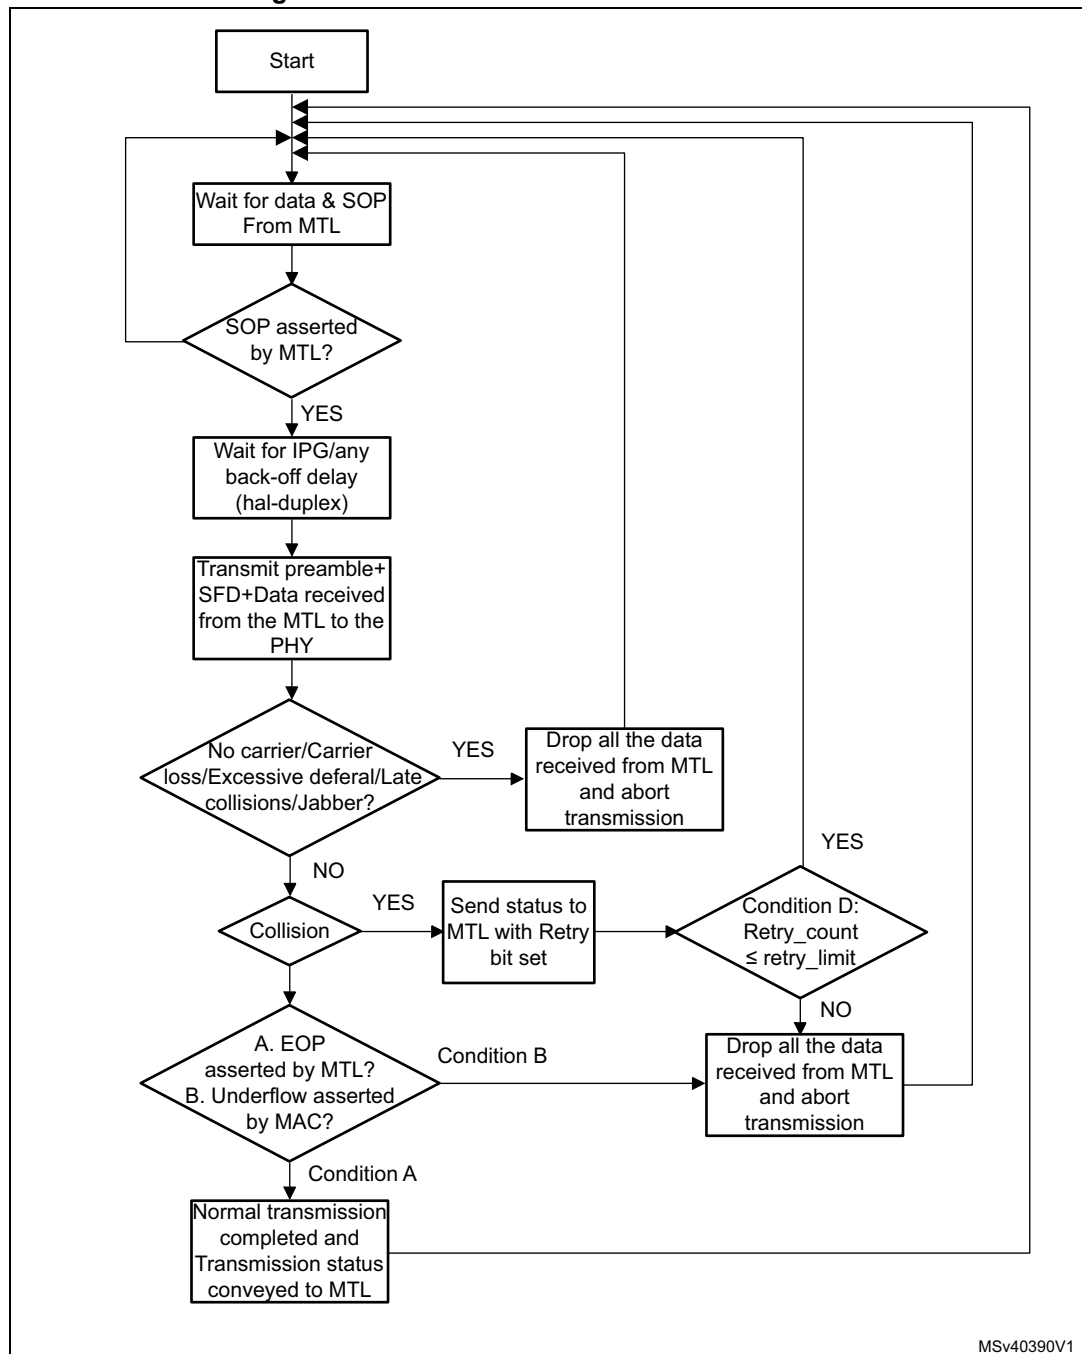 Start
Wait for data & SOP
From MTL
SOP asserted
by MTL?
YES
Wait for IPG/any
back-off delay
(hal-duplex)
Transmit preamble+
SFD+Data received
from the MTL to the
PHY
No carrier/Carrier
loss/Excessive deferal/Late
collisions/Jabber?
YES
Drop all the data
received from MTL
and abort
transmission
NO
Collision
YES
Send status to
MTL with Retry
bit set
Condition D:
Retry_count
≤ retry_limit
YES
NO
A. EOP
asserted by MTL?
B. Underflow asserted
by MAC?
Condition B
Drop all the data
received from MTL
and abort
transmission
Condition A
Normal transmission
completed and
Transmission status
conveyed to MTL
MSv40390V1